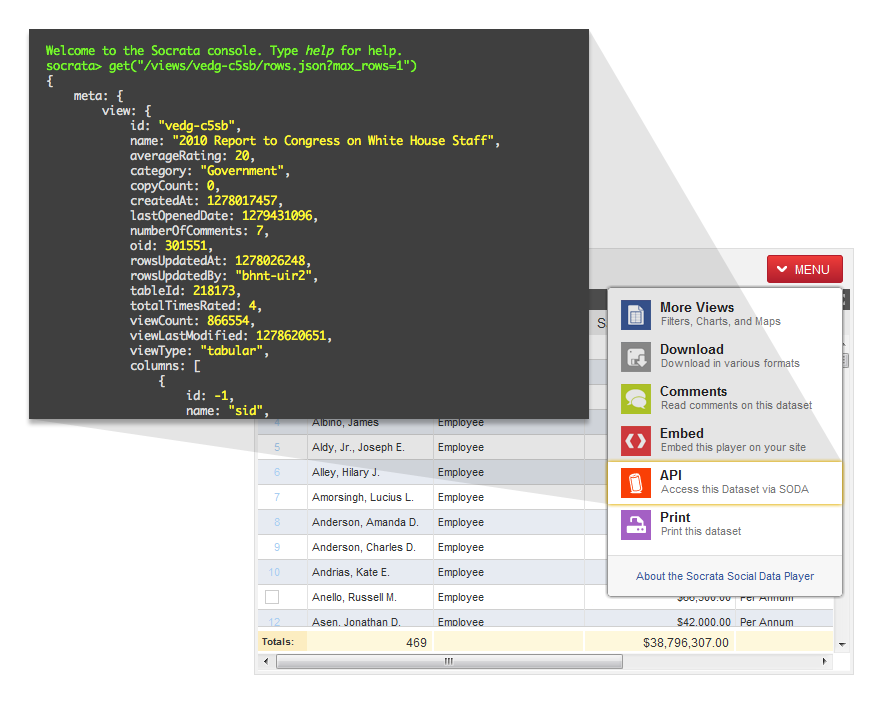 Welcome to the Socrata console. Type help for help.
socrata> get("/views/vedg-c5sb/rows.json?max_rows=1")
{
meta: {
view: {
id: "vedg-c5sb",
name: "2010 Report to Congress on White House Staff",
averageRating: 20,
category: "Government",
copyCount: 0,
createdAt: 1278017457,
lastOpenedDate: 1279431096,
numberOfComments: 7,
oid: 301551,
rowsUpdatedAt: 1278026248,
rowsUpdatedBy: "bhnt-uir2",
tableId: 218173,
totalTimesRated: 4,
viewCount: 866554,
viewLastModified: 1278620651,
viewType: "tabular",
columns: [
{
id: -1,
name: "sid",
MENU
S
More Views
Filters, Charts, and Maps
Download
Download in various formats
Comments
Read comments on this dataset
Embed
Embed this player on your site
API
Access this Dataset via SODA
Print
Print this dataset
About the Socrata Social Data Player
4 Albino, James Employee
5 Aldy, Jr., Joseph E. Employee
6 Alley, Hilary J. Employee
7 Amorsingh, Lucius L. Employee
8 Anderson, Amanda D. Employee
9 Anderson, Charles D. Employee
10 Andrias, Kate E. Employee
Anello, Russell M. Employee $66,300.00 Per Annum
12 Asen, Jonathan D. Employee $42,000.00 Per Annum
Totals: 469 $38,796,307.00